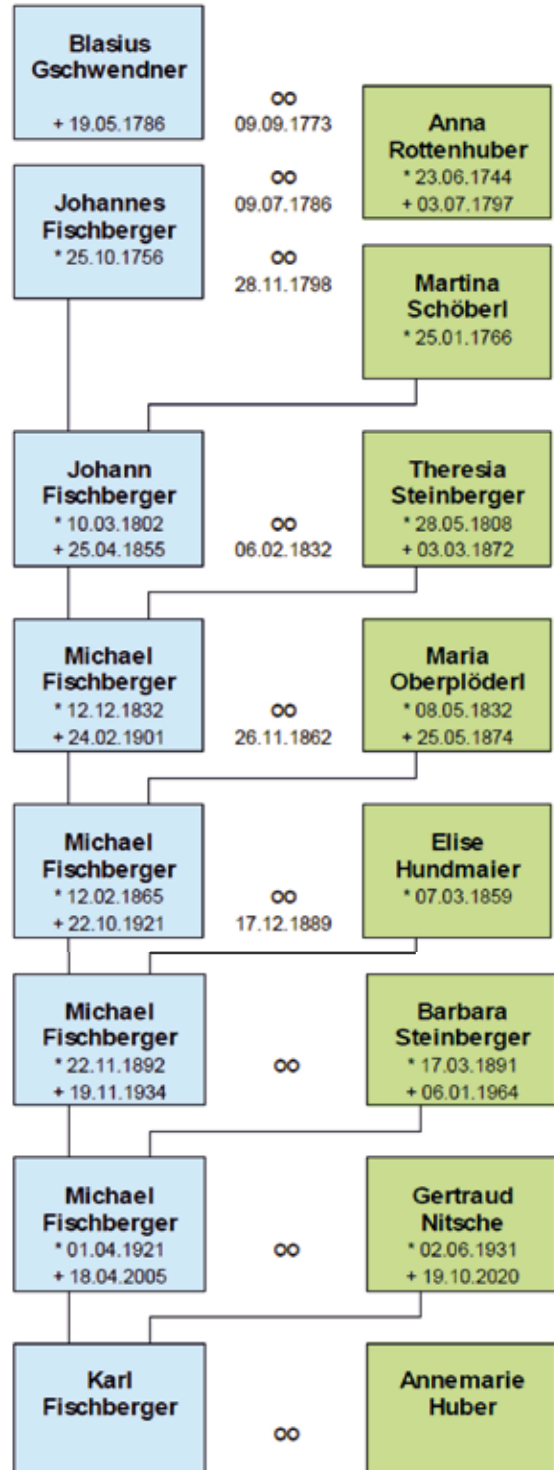 Blasius
Gschwendner
+ 19.05.1786
∞
09.09.1773
Anna
Rottenhuber
* 23.06.1744
+ 03.07.1797
Johannes
Fischberger
* 25.10.1756
∞
09.07.1786
∞
28.11.1798
Martina
Schöberl
* 25.01.1766
Johann
Fischberger
* 10.03.1802
+ 25.04.1855
∞
06.02.1832
Theresia
Steinberger
* 28.05.1808
+ 03.03.1872
Michael
Fischberger
* 12.12.1832
+ 24.02.1901
∞
26.11.1862
Maria
Oberplöderl
* 08.05.1832
+ 25.05.1874
Michael
Fischberger
* 12.02.1865
+ 22.10.1921
∞
17.12.1889
Elise
Hundmaier
* 07.03.1859
Michael
Fischberger
* 22.11.1892
+ 19.11.1934
∞
Barbara
Steinberger
* 17.03.1891
+ 06.01.1964
Michael
Fischberger
* 01.04.1921
+ 18.04.2005
∞
Gertraud
Nitsche
* 02.06.1931
+ 19.10.2020
Karl
Fischberger
∞
Annemarie
Huber